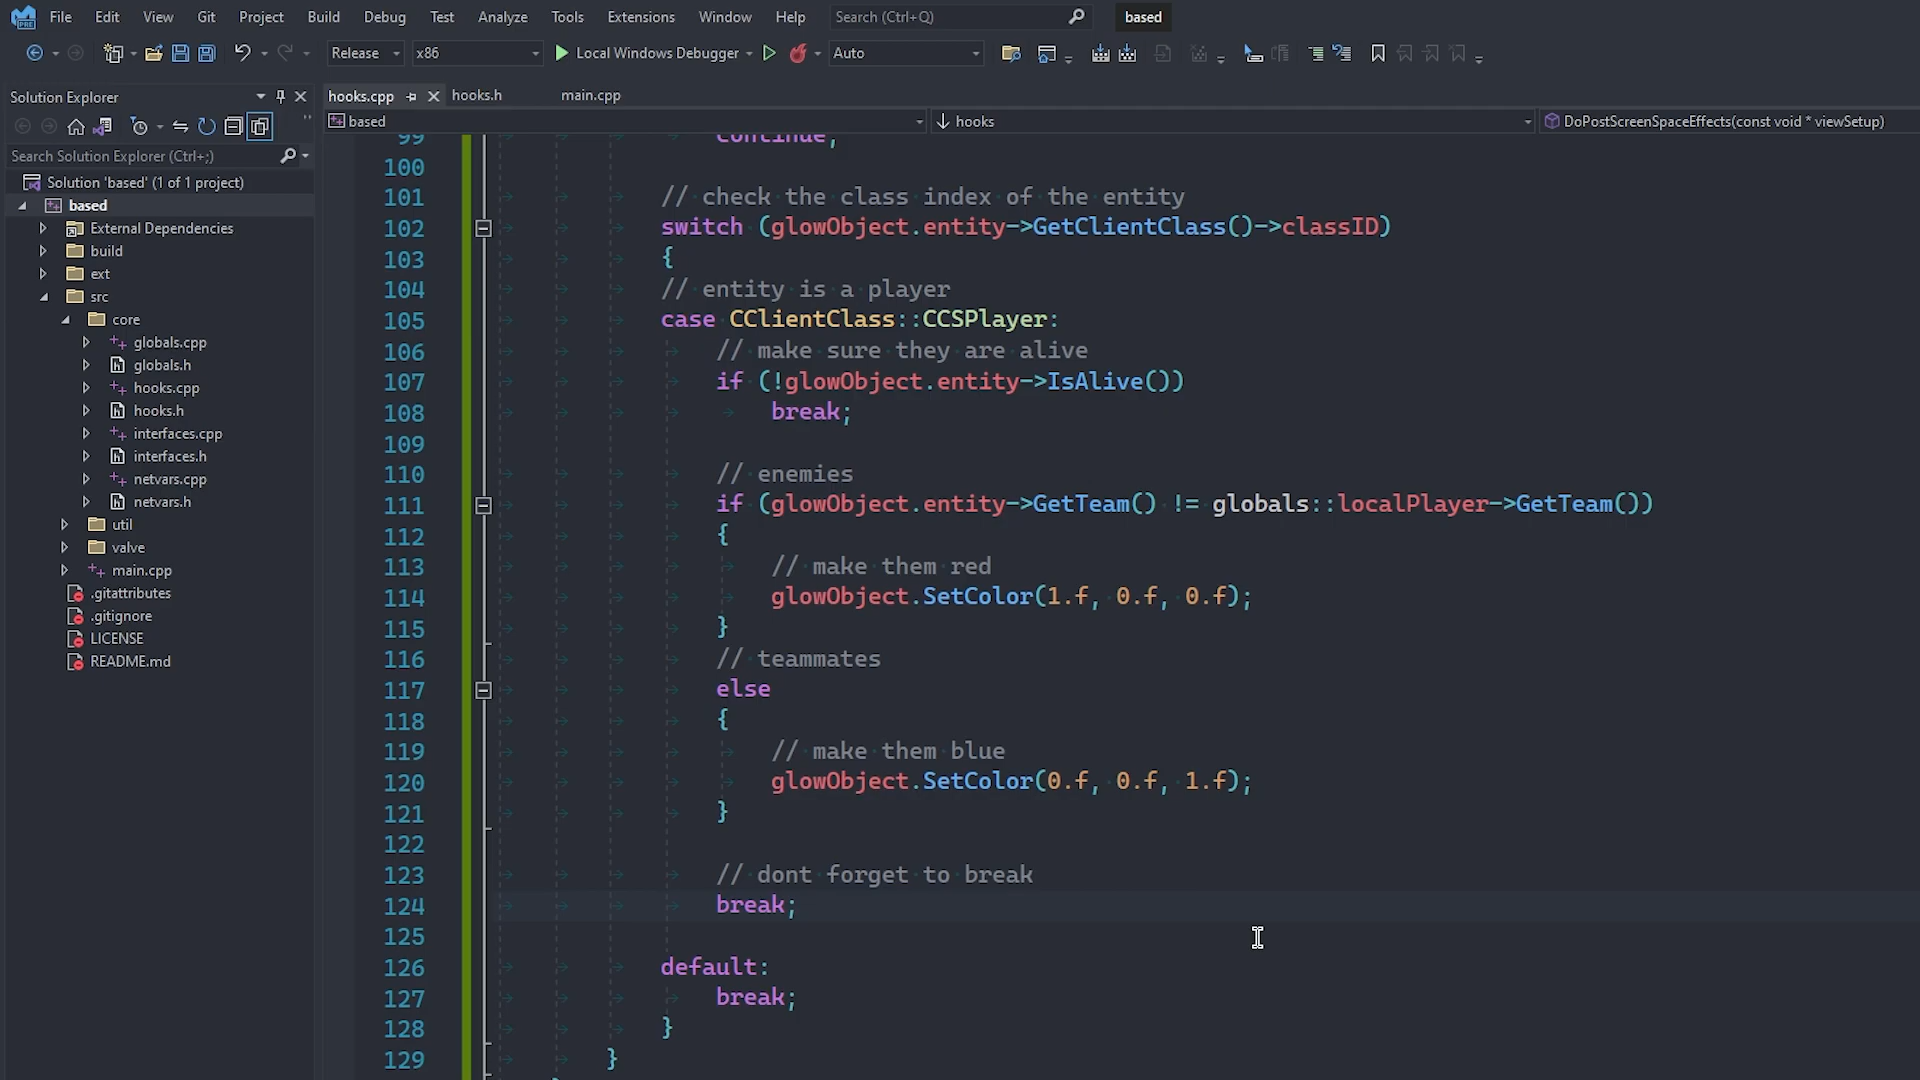 File Edit View Git Project Build Debug Test Analyze Tools Extensions Window Help Search (Ctrl+Q) based
Release x86 Local Windows Debugger Auto
Solution Explorer
Search Solution Explorer (Ctrl+;)
Solution 'based' (1 of 1 project)
based
External Dependencies
build
ext
src
core
globals.cpp
globals.h
hooks.cpp
hooks.h
interfaces.cpp
interfaces.h
netvars.cpp
netvars.h
util
valve
main.cpp
.gitattributes
.gitignore
LICENSE
README.md
hooks.cpp hooks.h main.cpp
based hooks DoPostScreenSpaceEffects(const void * viewSetup)
99 continue;
100
101 // check the class index of the entity
102 switch (glowObject.entity->GetClientClass()->classID)
103 {
104 // entity is a player
105 case CClientClass::CCSPlayer:
106 // make sure they are alive
107 if (!glowObject.entity->IsAlive())
108 break;
109
110 // enemies
111 if (glowObject.entity->GetTeam() != globals::localPlayer->GetTeam())
112 {
113 // make them red
114 glowObject.SetColor(1.f, 0.f, 0.f);
115 }
116 // teammates
117 else
118 {
119 // make them blue
120 glowObject.SetColor(0.f, 0.f, 1.f);
121 }
122
123 // dont forget to break
124 break;
125
126 default:
127 break;
128 }
129 }